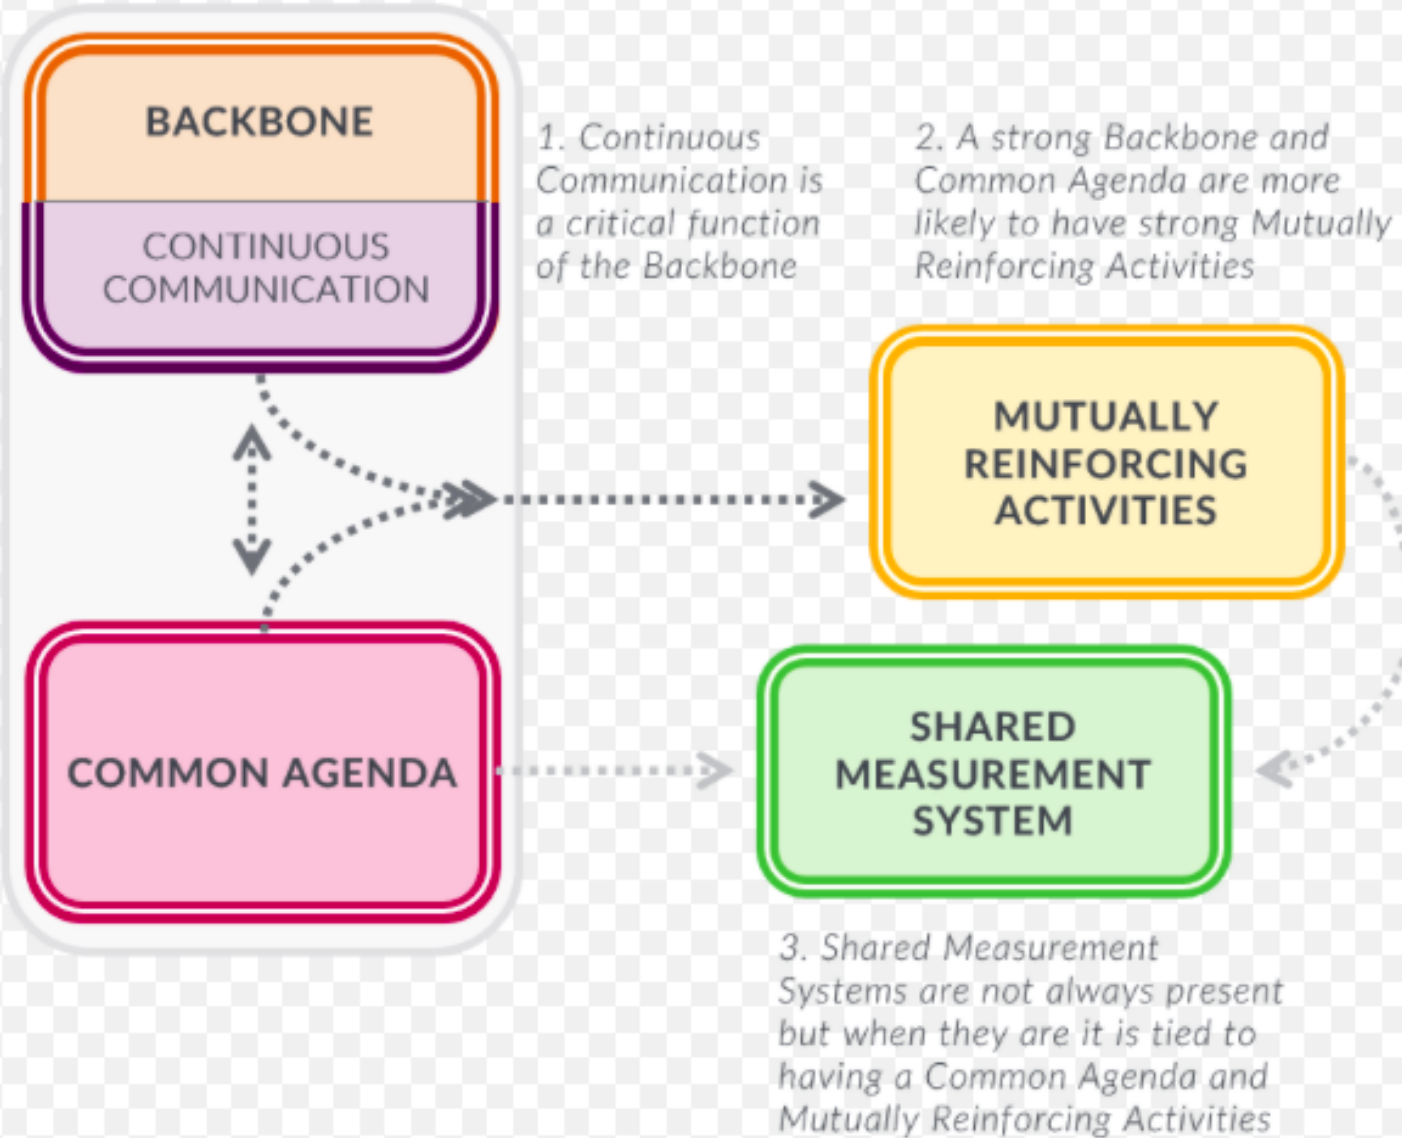 BACKBONE
CONTINUOUS
COMMUNICATION
1. Continuous
Communication is
a critical function
of the Backbone
2. A strong Backbone and
Common Agenda are more
likely to have strong Mutually
Reinforcing Activities
MUTUALLY
REINFORCING
ACTIVITIES
COMMON AGENDA
SHARED
MEASUREMENT
SYSTEM
3. Shared Measurement
Systems are not always present
but when they are it is tied to
having a Common Agenda and
Mutually Reinforcing Activities